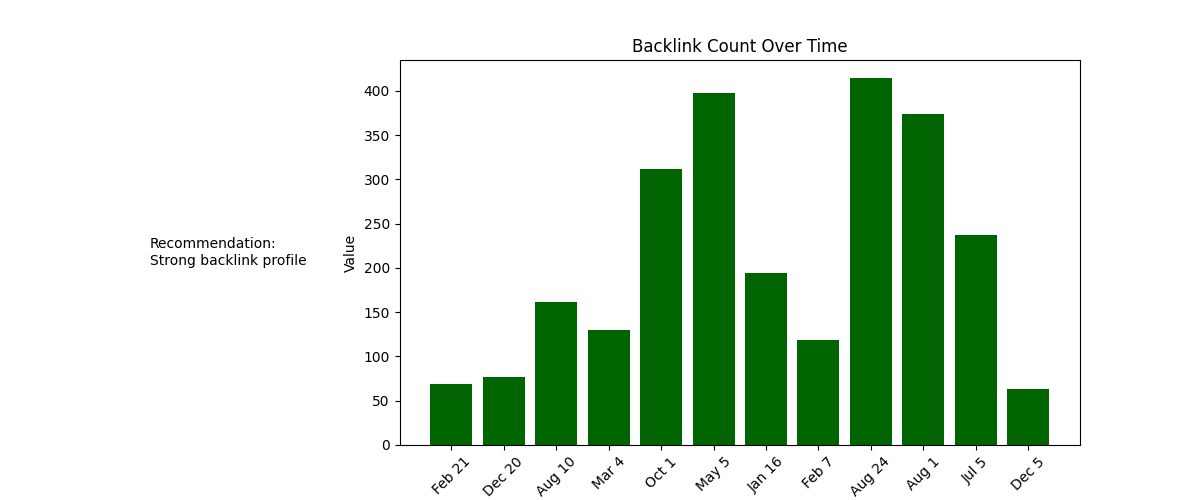 Backlink Count Over Time
Recommendation:
Strong backlink profile
Value
400
350
300
250
200
150
100
50
0
Feb 21
Dec 20
Aug 10
Mar 4
Oct 1
May 5
Jan 16
Feb 7
Aug 24
Aug 1
Jul 5
Dec 5